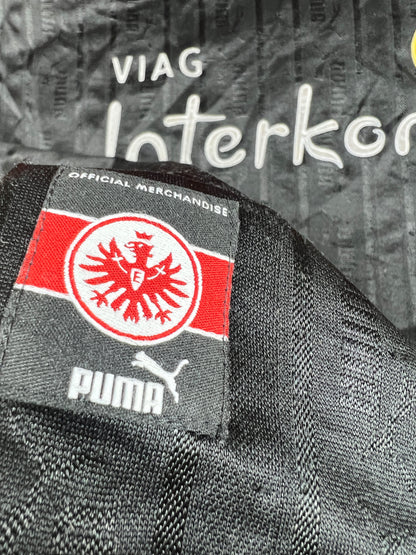 VIAG
Interkom
OFFICIAL MERCHANDISE
E
PUMA